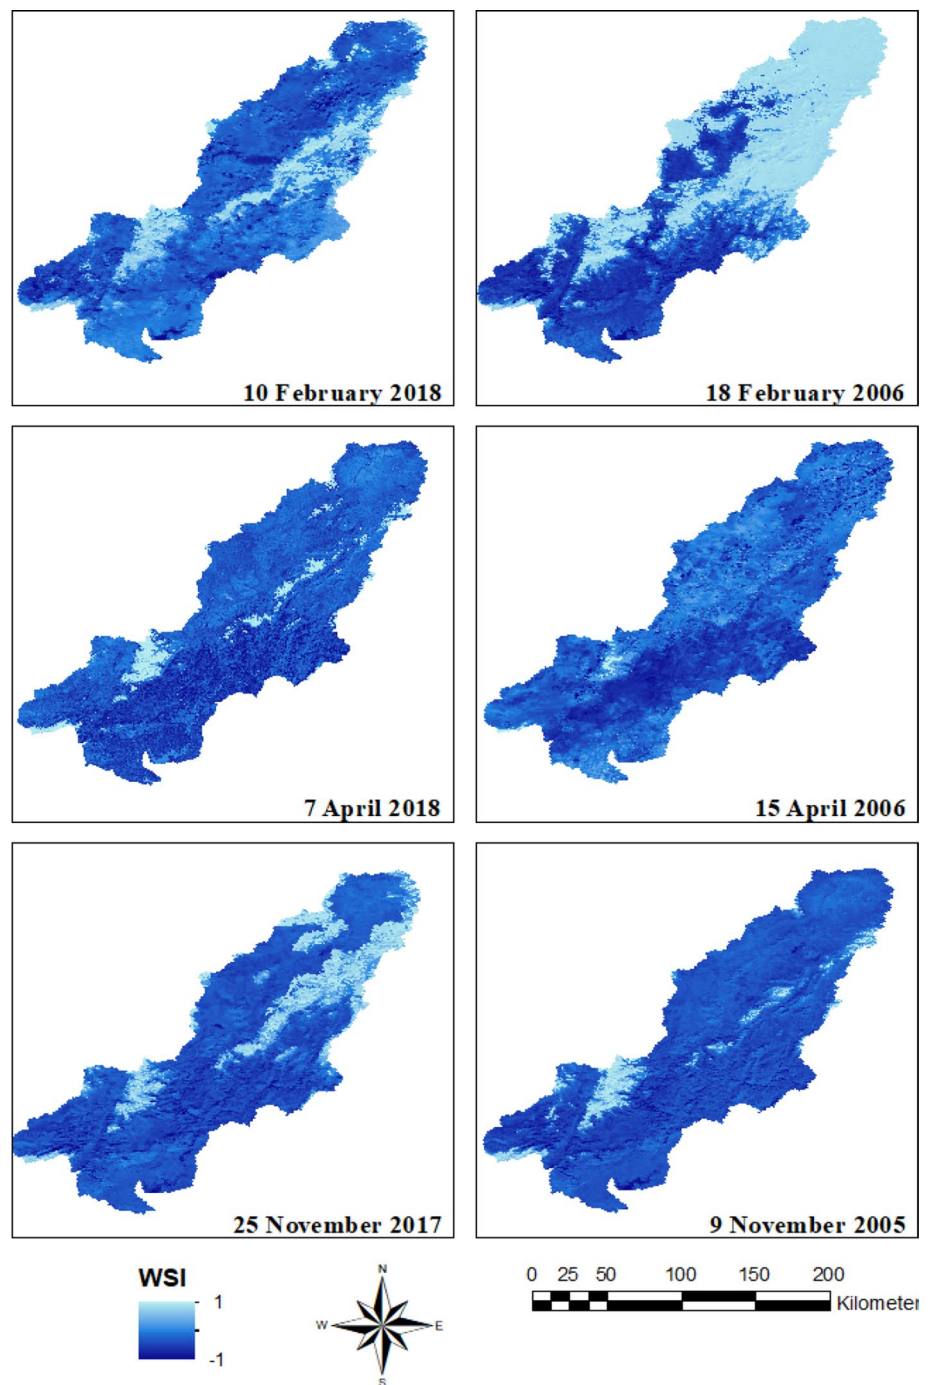 10 February 2018
18 February 2006
7 April 2018
15 April 2006
25 November 2017
9 November 2005
WSI
1
-1
N
W
E
S
0 25 50 100 150 200
Kilometer